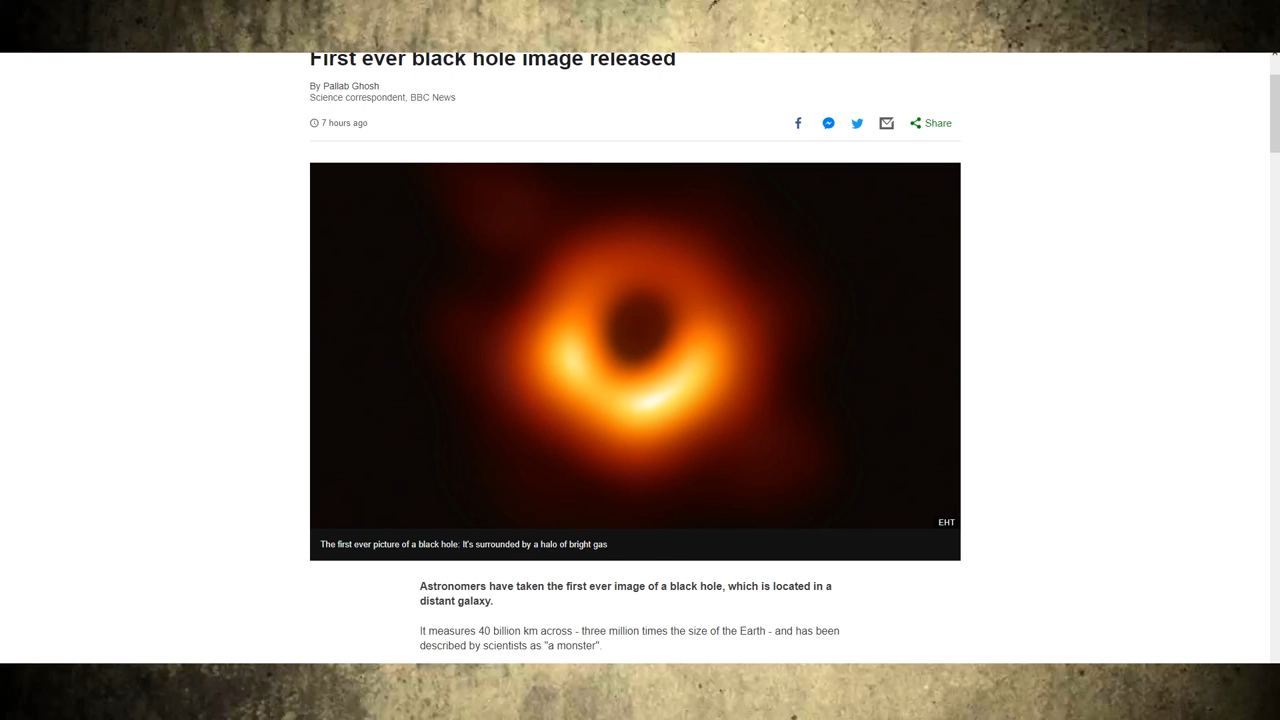 First ever black hole image released
By Pallab Ghosh
Science correspondent, BBC News
7 hours ago
Share
EHT
The first ever picture of a black hole: It's surrounded by a halo of bright gas
Astronomers have taken the first ever image of a black hole, which is located in a
distant galaxy.
It measures 40 billion km across - three million times the size of the Earth - and has been
described by scientists as "a monster".